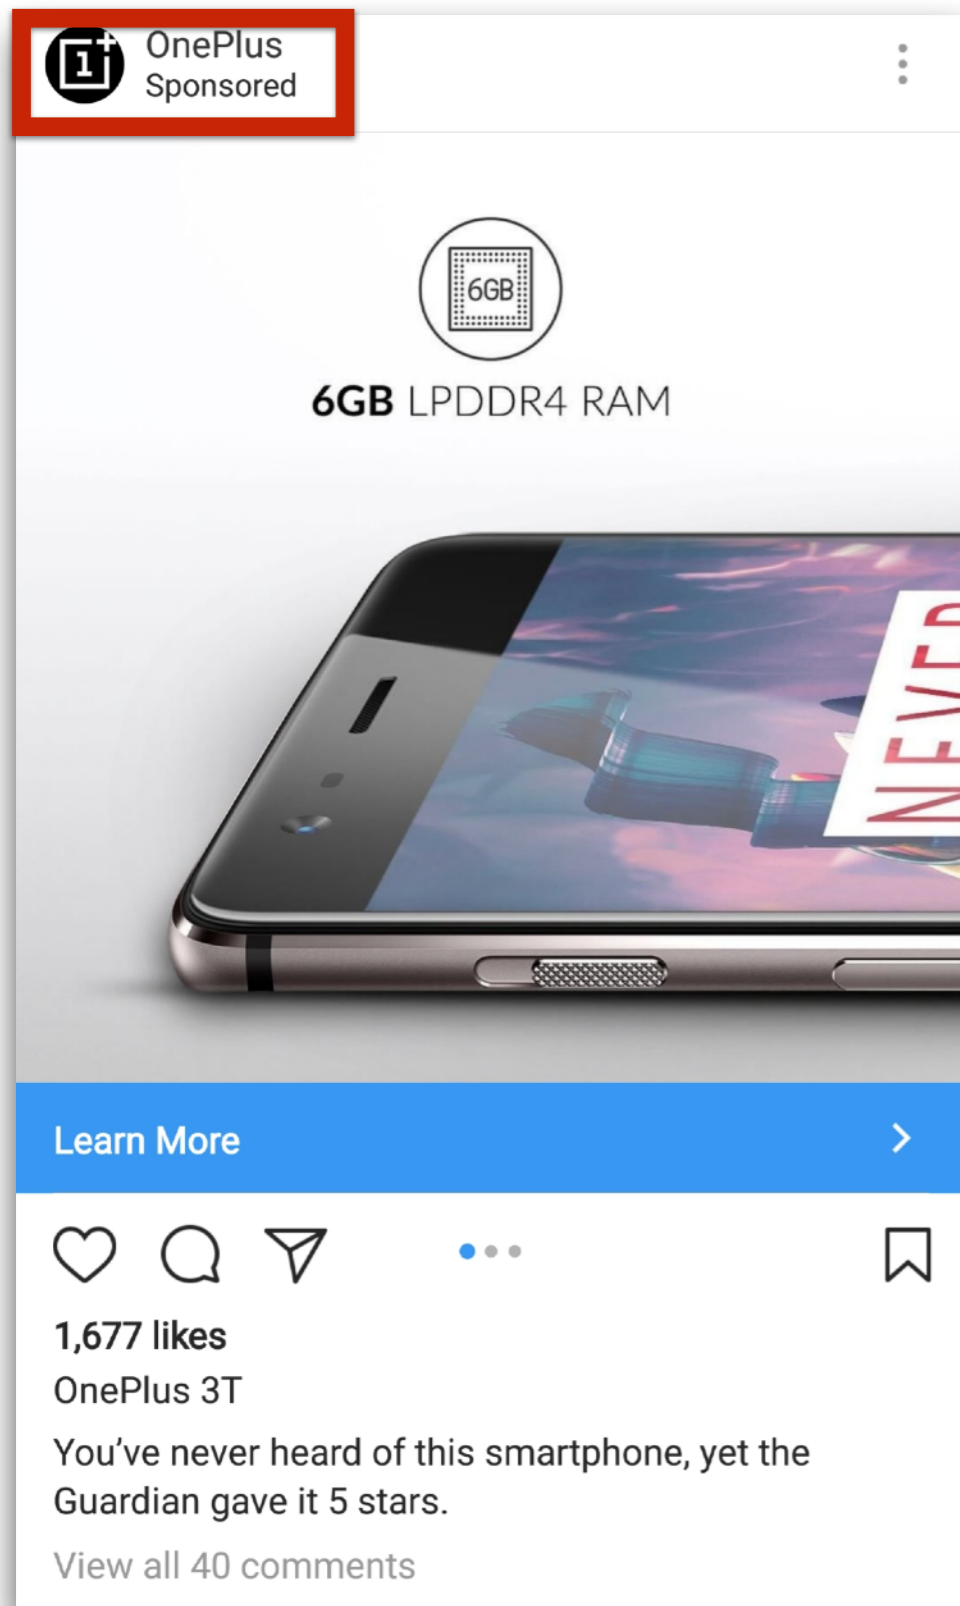 OnePlus
Sponsored
6GB
6GB LPDDR4 RAM
NEVER
Learn More
1,677 likes
OnePlus 3T
You've never heard of this smartphone, yet the
Guardian gave it 5 stars.
View all 40 comments